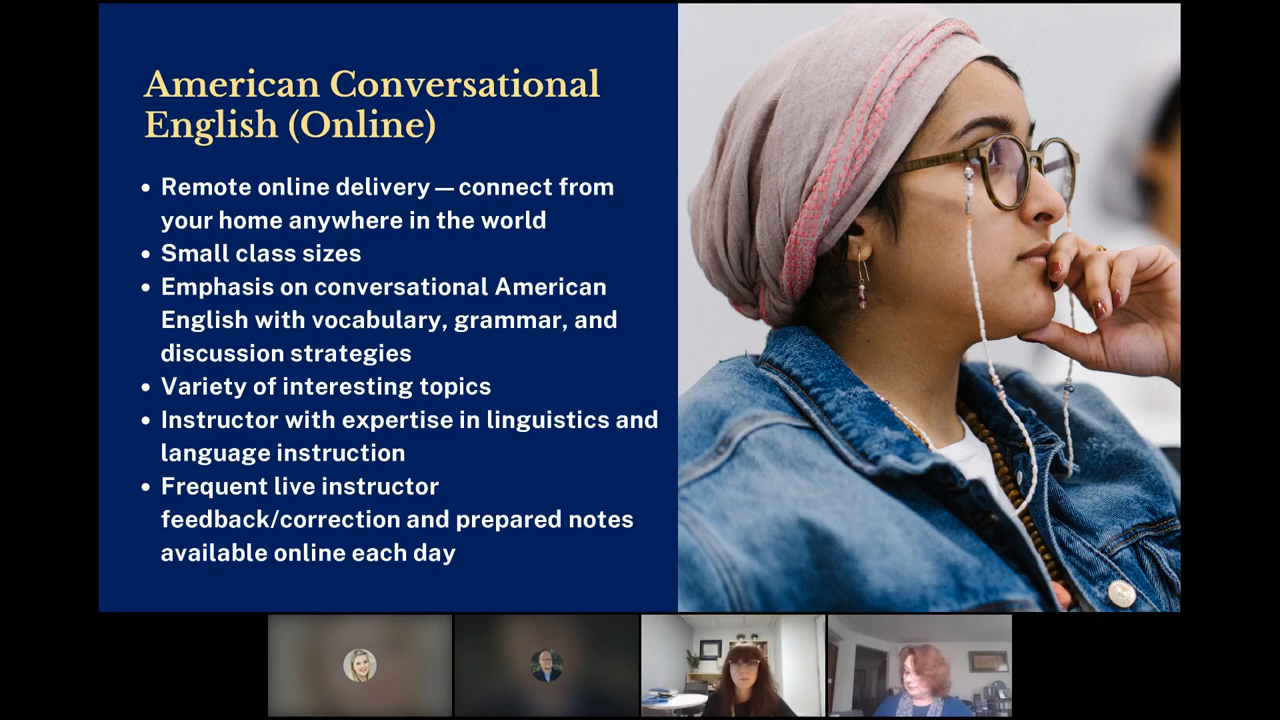 American Conversational
English (Online)
• Remote online delivery — connect from
your home anywhere in the world
• Small class sizes
• Emphasis on conversational American
English with vocabulary, grammar, and
discussion strategies
• Variety of interesting topics
• Instructor with expertise in linguistics and
language instruction
• Frequent live instructor
feedback/correction and prepared notes
available online each day